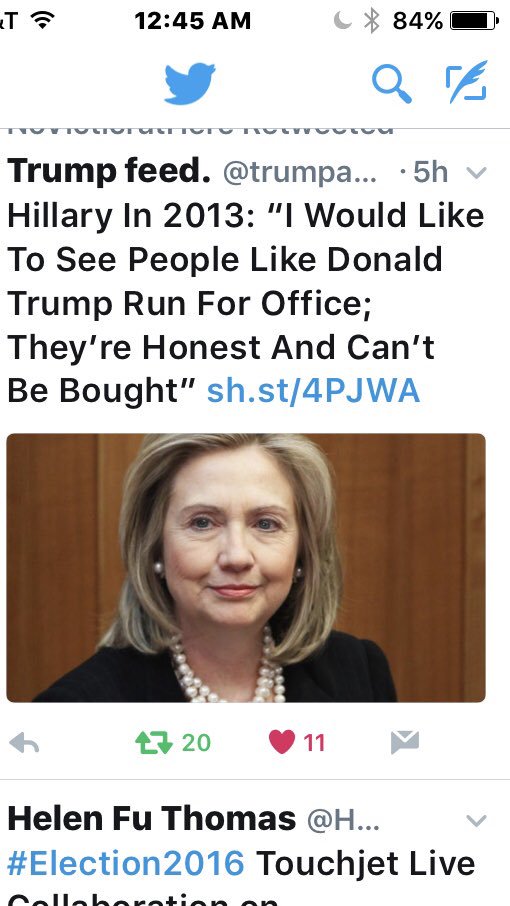 12:45 AM 84%
Retweeted
Trump feed. @trumpa... · 5h
Hillary In 2013: “I Would Like
To See People Like Donald
Trump Run For Office;
They’re Honest And Can’t
Be Bought” sh.st/4PJWA
20 11
Helen Fu Thomas @H...
#Election2016 Touchjet Live
Collaboration on